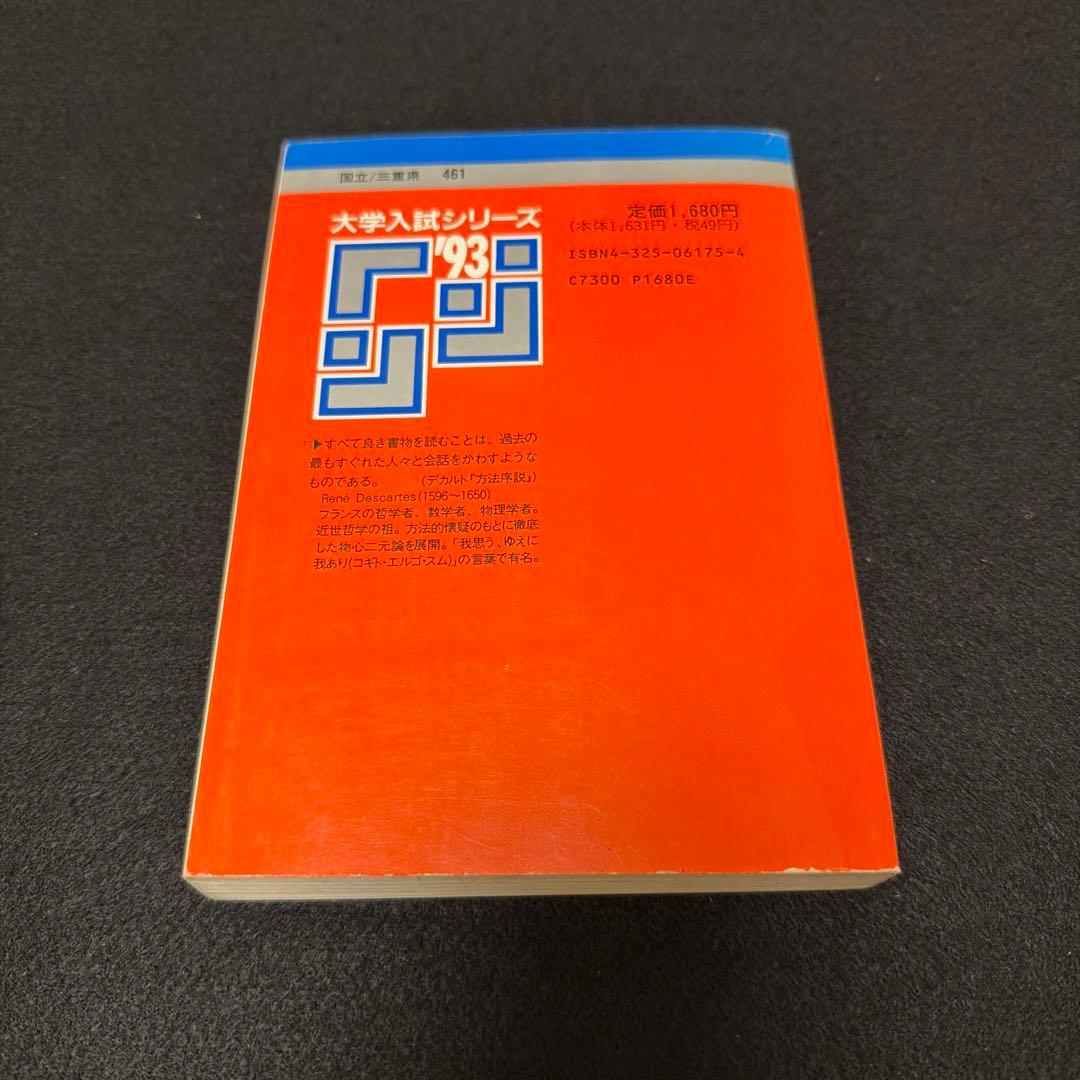 国立/三重県 461
大学入試シリーズ
'93
定価1,680円
(本体1,631円・税49円)
ISBN4-325-06175-4
C7300 P1680E
▶すべて良き書物を読むことは、過去の
最もすぐれた人々と会話をかわすような
ものである。 (デカルト『方法序説』)
René Descartes(1596〜1650)
フランスの哲学者、数学者、物理学者。
近世哲学の祖。方法的懐疑のもとに徹底
した物心二元論を展開。「我思う、ゆえに
我あり(コギト・エルゴ・スム)」の言葉で有名。